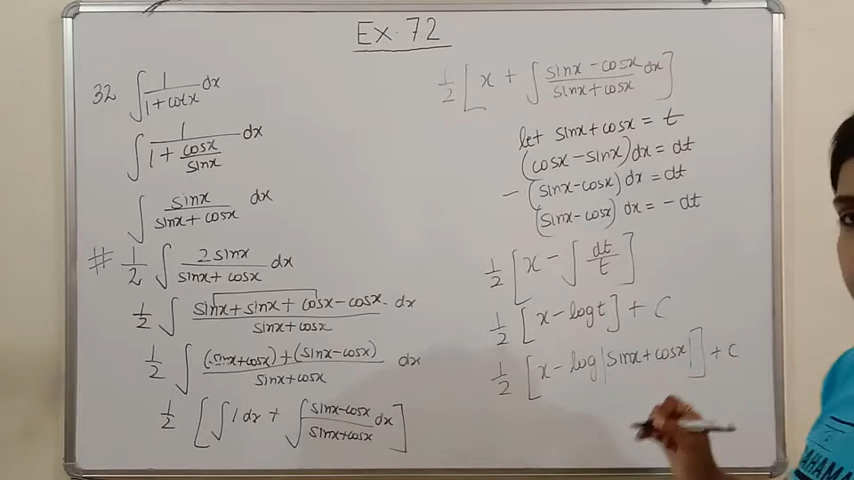 Ex. 72
32 ∫ 1/(1+cotx) dx
∫ 1/(1 + cosx/sinx) dx
∫ sinx/(sinx + cosx) dx
# 1/2 ∫ 2 sinx/(sinx + cosx) dx
1/2 ∫ (sinx + sinx + cosx − cosx)/(sinx + cosx) . dx
1/2 ∫ ((sinx + cosx) + (sinx − cosx))/(sinx + cosx) dx
1/2 [∫ 1 dx + ∫ (sinx − cosx)/(sinx + cosx) dx]
1/2 [x + ∫ (sinx − cosx)/(sinx + cosx) dx]
let sinx + cosx = t
(cosx − sinx) dx = dt
− (sinx − cosx) dx = dt
(sinx − cosx) dx = − dt
1/2 [x − ∫ dt/t]
1/2 [x − log t] + C
1/2 [x − log |sinx + cosx|] + C
AHAMA